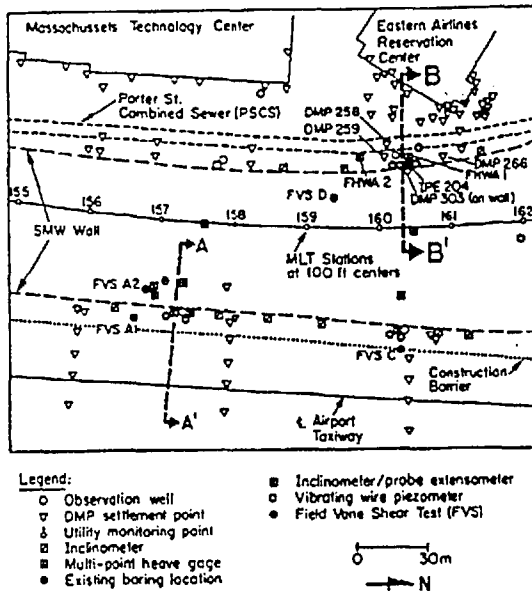 Massachussets Technology Center
Eastern Airlines
Reservation
Center
B
Porter St.
Combined Sewer (PSCS)
DMP 258
DMP 259
DMP 266
FHWA 1
FHWA 2
TPE 204
DMP 303 (on wall)
FVS D
155
156
157
158
159
160
161
162
SMW Wall
A
MLT Stations
at 100 ft centers
B'
FVS A2
FVS A1
FVS C
Construction
Barrier
A'
℄ Airport
Taxiway
Legend:
Observation well
DMP settlement point
Utility monitoring point
Inclinometer
Multi-point heave gage
Existing boring location
Inclinometer/probe extensometer
Vibrating wire piezometer
Field Vane Shear Test (FVS)
0 30m
N